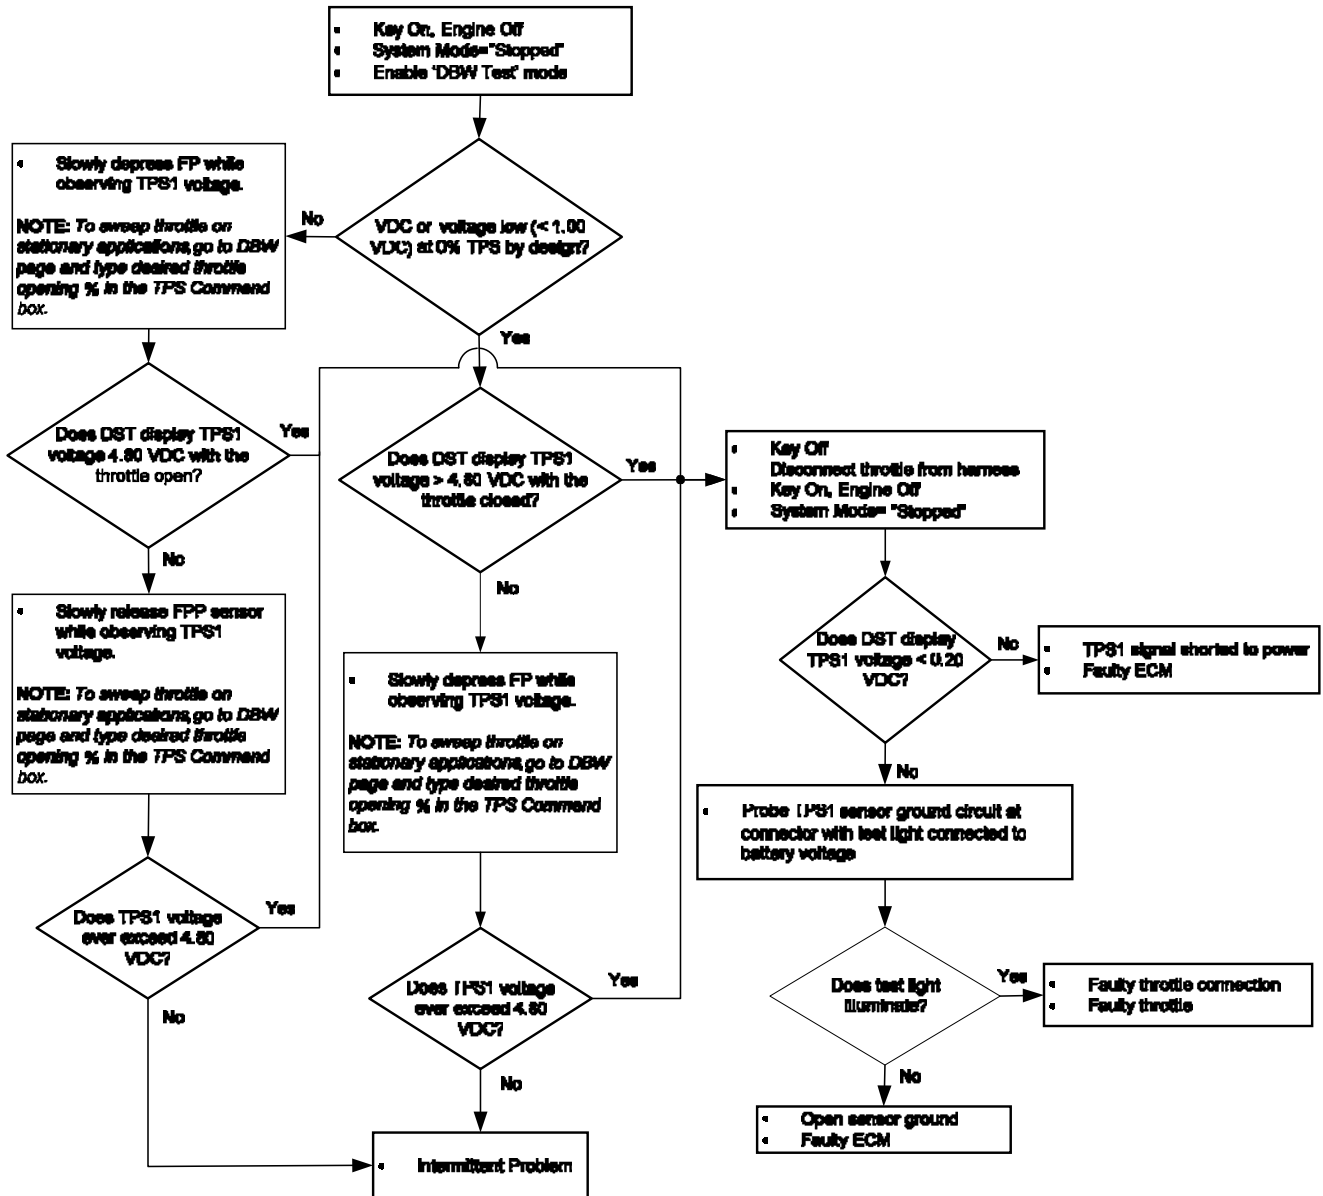 Key On, Engine Off
System Mode="Stopped"
Enable 'DBW Test' mode
VDC or voltage low (< 1.00
VDC) at 0% TPS by design?
No
Yes
Slowly depress FP while
observing TPS1 voltage.
NOTE: To sweep throttle on
stationary applications, go to DBW
page and type desired throttle
opening % in the TPS Command
box.
Does DST display TPS1
voltage 4.80 VDC with the
throttle open?
Yes
No
Slowly release FPP sensor
while observing TPS1
voltage.
NOTE: To sweep throttle on
stationary applications, go to DBW
page and type desired throttle
opening % in the TPS Command
box.
Does TPS1 voltage
ever exceed 4.80
VDC?
Yes
No
Does DST display TPS1
voltage > 4.80 VDC with the
throttle closed?
Yes
No
Slowly depress FP while
observing TPS1 voltage.
NOTE: To sweep throttle on
stationary applications, go to DBW
page and type desired throttle
opening % in the TPS Command
box.
Does TPS1 voltage
ever exceed 4.80
VDC?
Yes
No
Intermittent Problem
Key Off
Disconnect throttle from harness
Key On, Engine Off
System Mode= "Stopped"
Does DST display
TPS1 voltage < 0.20
VDC?
No
TPS1 signal shorted to power
Faulty ECM
No
Probe TPS1 sensor ground circuit at
connector with test light connected to
battery voltage
Does test light
illuminate?
Yes
Faulty throttle connection
Faulty throttle
No
Open sensor ground
Faulty ECM